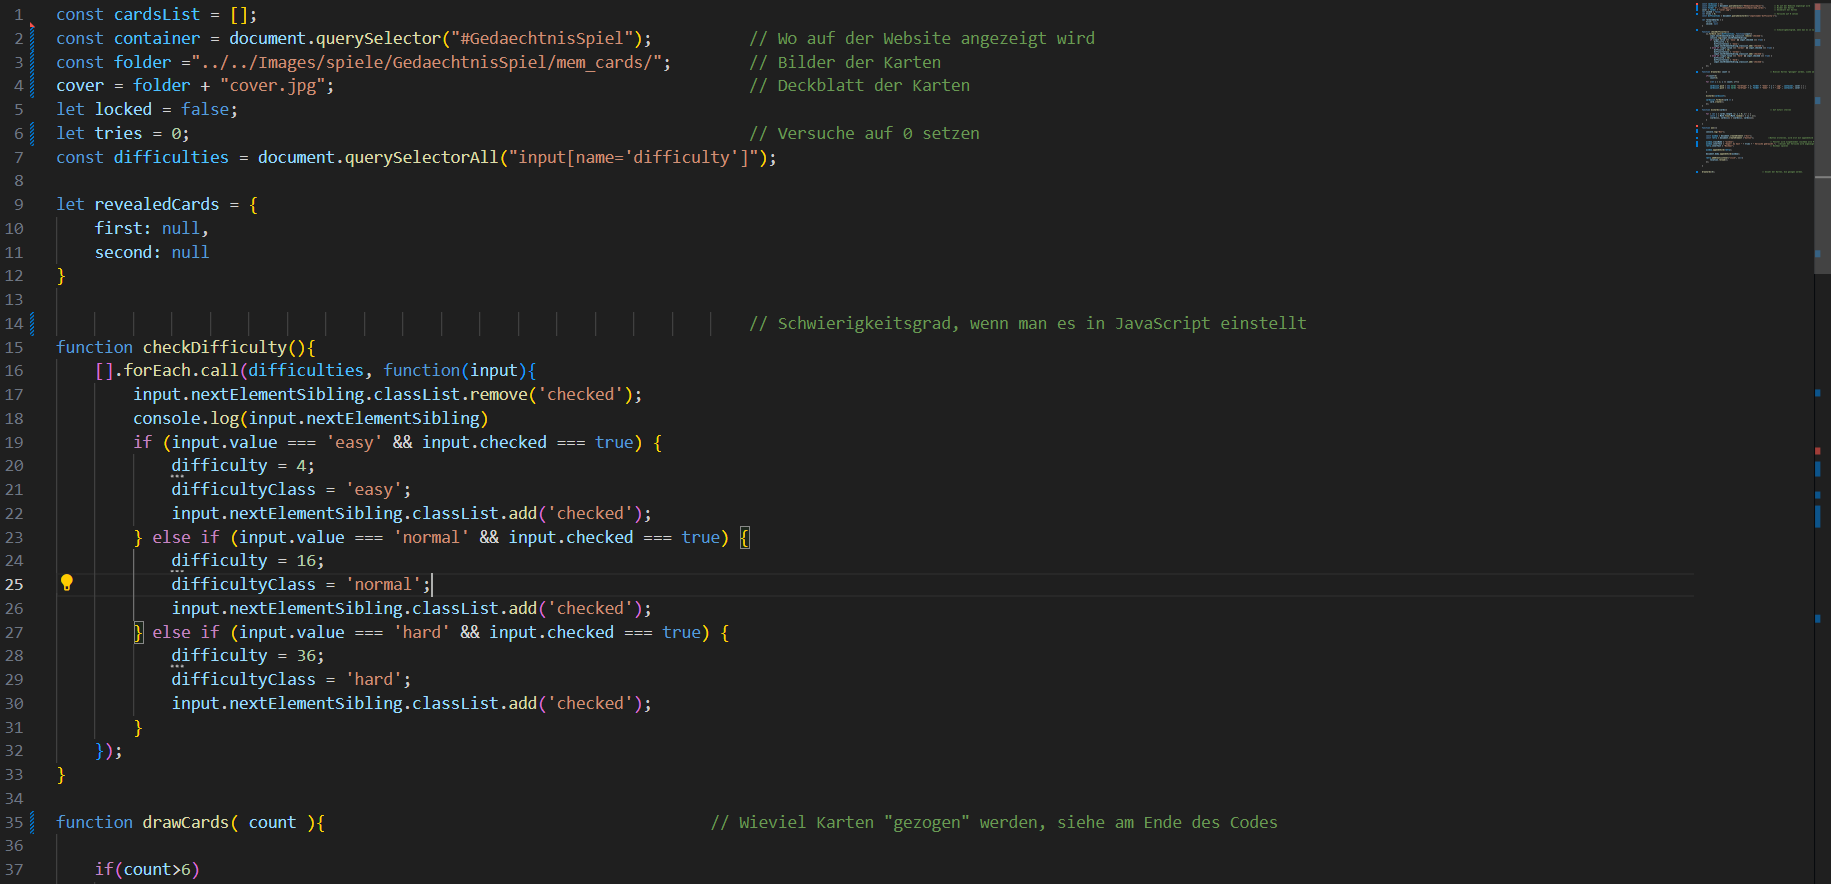 1 const cardsList = [];
2 const container = document.querySelector("#GedaechtnisSpiel"); // Wo auf der Website angezeigt wird
3 const folder ="../../Images/spiele/GedaechtnisSpiel/mem_cards/"; // Bilder der Karten
4 cover = folder + "cover.jpg"; // Deckblatt der Karten
5 let locked = false;
6 let tries = 0; // Versuche auf 0 setzen
7 const difficulties = document.querySelectorAll("input[name='difficulty']");
8
9 let revealedCards = {
10 first: null,
11 second: null
12 }
13
14 // Schwierigkeitsgrad, wenn man es in JavaScript einstellt
15 function checkDifficulty(){
16 [].forEach.call(difficulties, function(input){
17 input.nextElementSibling.classList.remove('checked');
18 console.log(input.nextElementSibling)
19 if (input.value === 'easy' && input.checked === true) {
20 difficulty = 4;
21 difficultyClass = 'easy';
22 input.nextElementSibling.classList.add('checked');
23 } else if (input.value === 'normal' && input.checked === true) {
24 difficulty = 16;
25 difficultyClass = 'normal';
26 input.nextElementSibling.classList.add('checked');
27 } else if (input.value === 'hard' && input.checked === true) {
28 difficulty = 36;
29 difficultyClass = 'hard';
30 input.nextElementSibling.classList.add('checked');
31 }
32 });
33 }
34
35 function drawCards( count ){ // Wieviel Karten "gezogen" werden, siehe am Ende des Codes
36
37 if(count>6)